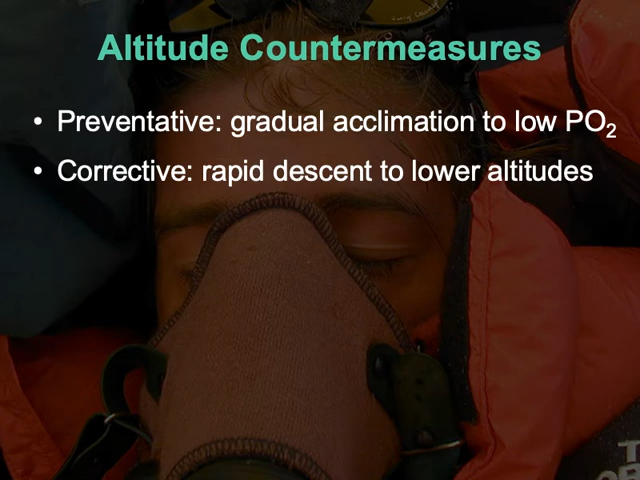 Altitude Countermeasures
• Preventative: gradual acclimation to low PO₂
• Corrective: rapid descent to lower altitudes